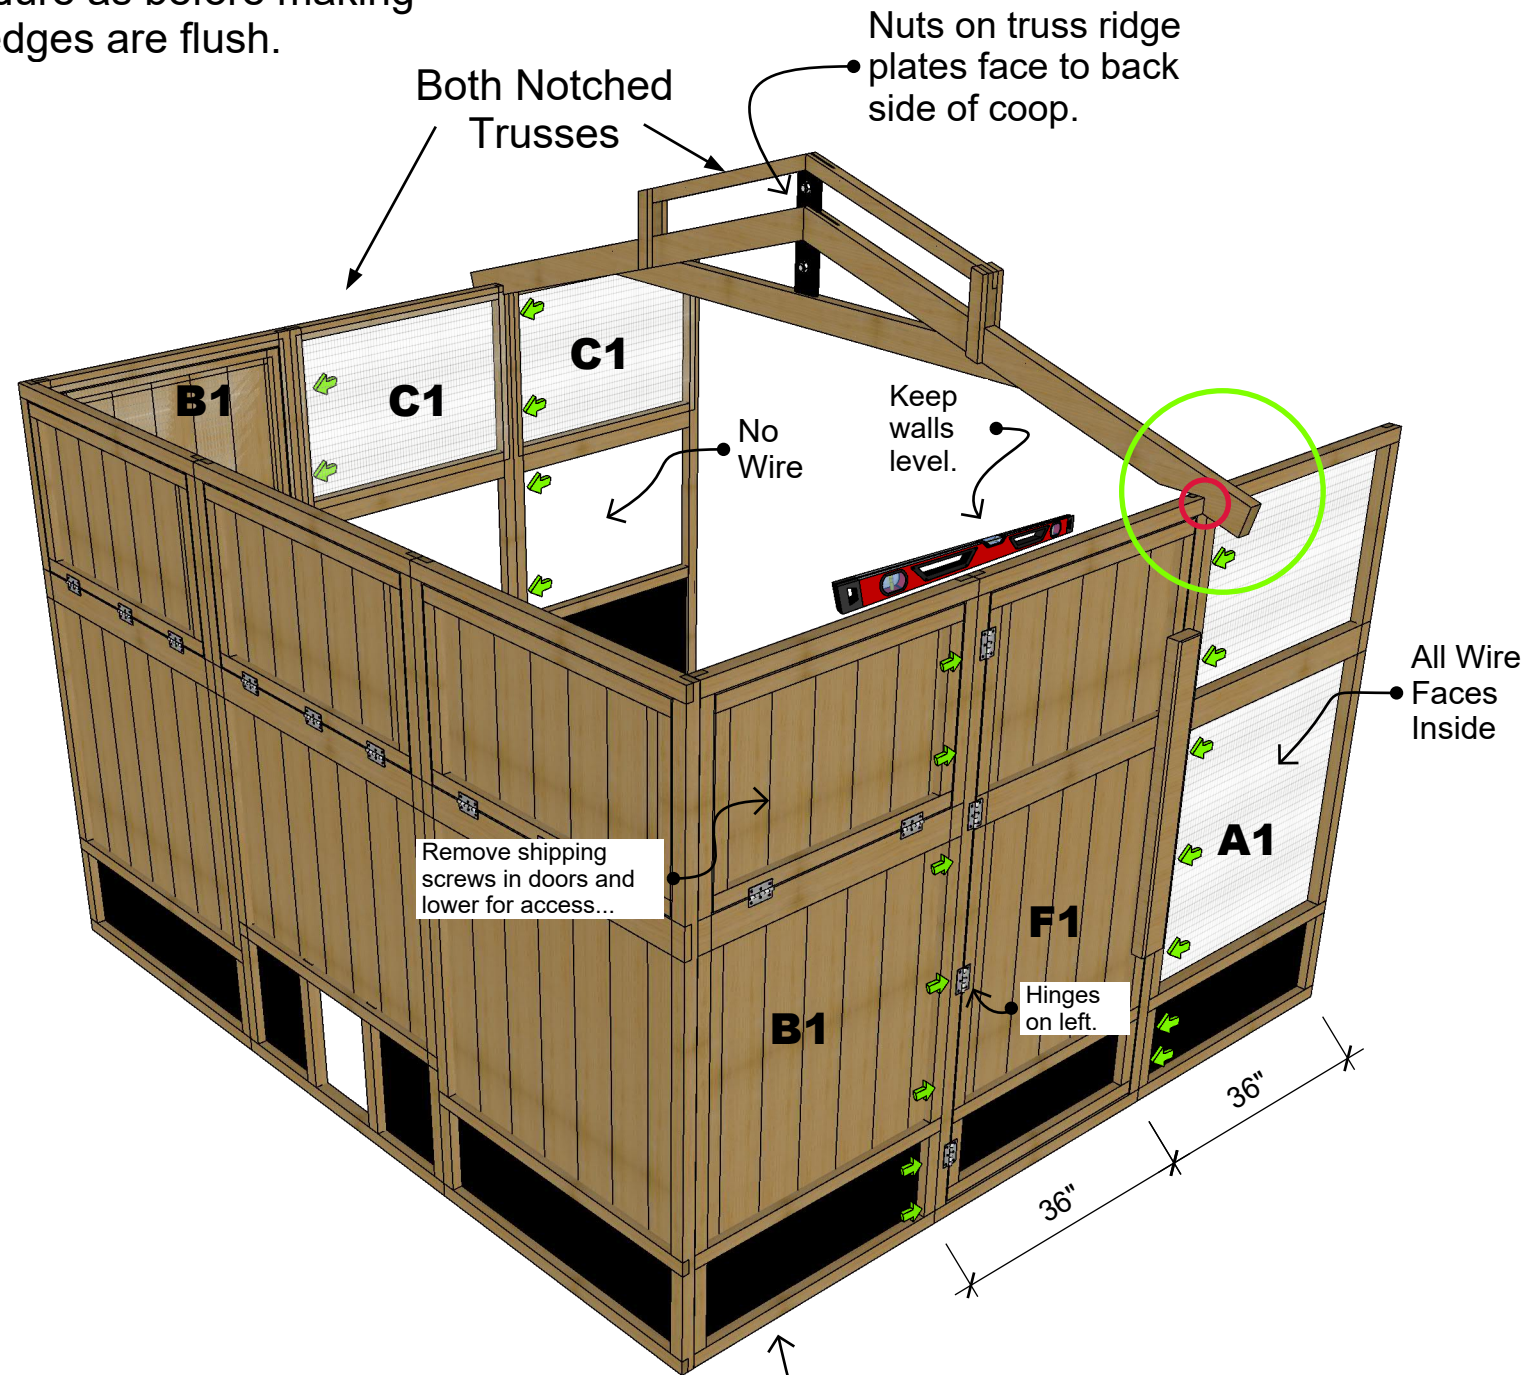 edges are flush.
Nuts on truss ridge
plates face to back
side of coop.
Both Notched
Trusses
B1
C1
C1
No
Wire
Keep
walls
level.
All Wire
Faces
Inside
A1
Remove shipping
screws in doors and
lower for access...
F1
Hinges
on left.
B1
36"
36"